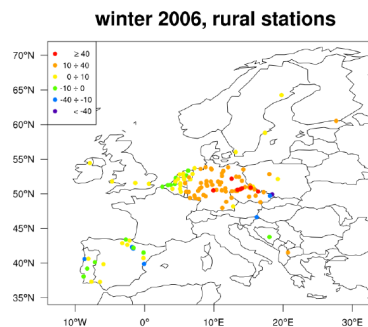 winter 2006, rural stations
70°N
65°N
60°N
55°N
50°N
45°N
40°N
35°N
≥ 40
10 ÷ 40
0 ÷ 10
-10 ÷ 0
-40 ÷ -10
< -40
10°W
0°
10°E
20°E
30°E